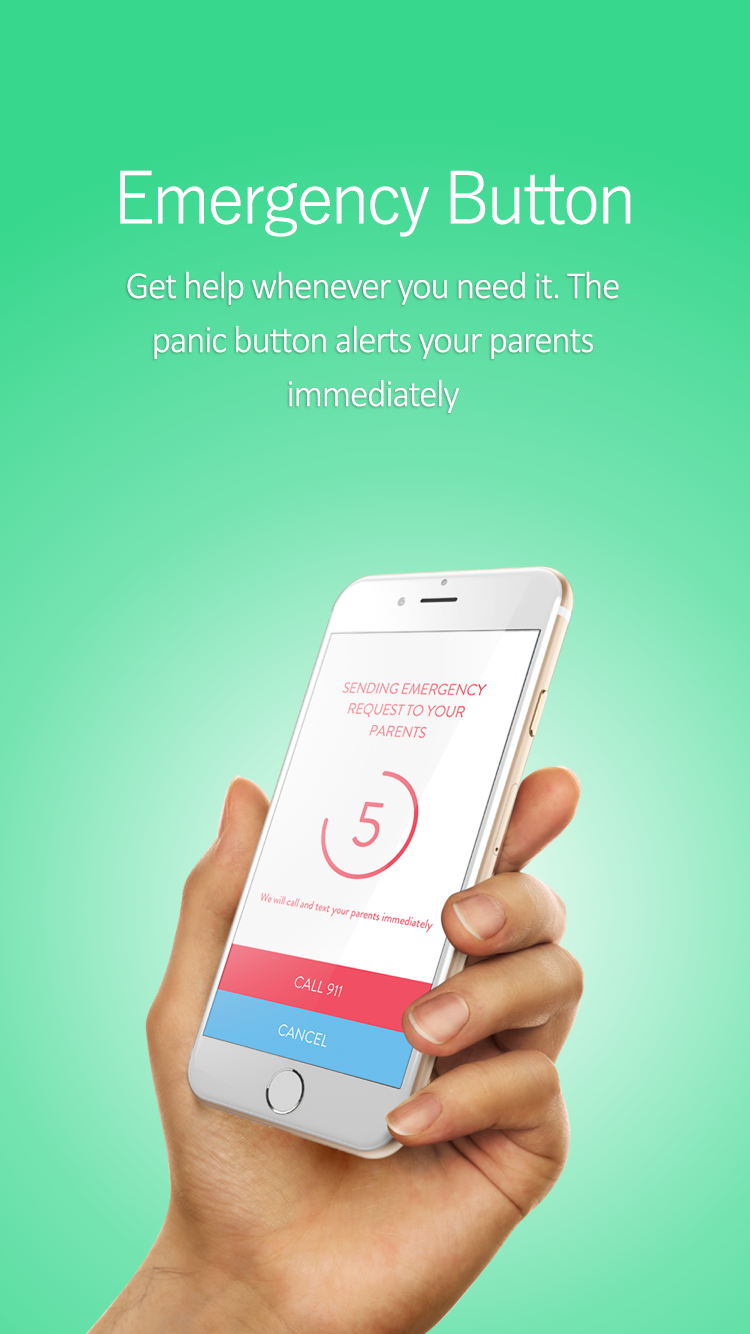 Emergency Button
Get help whenever you need it. The
panic button alerts your parents
immediately
SENDING EMERGENCY
REQUEST TO YOUR
PARENTS
5
We will call and text your parents immediately
CALL 911
CANCEL